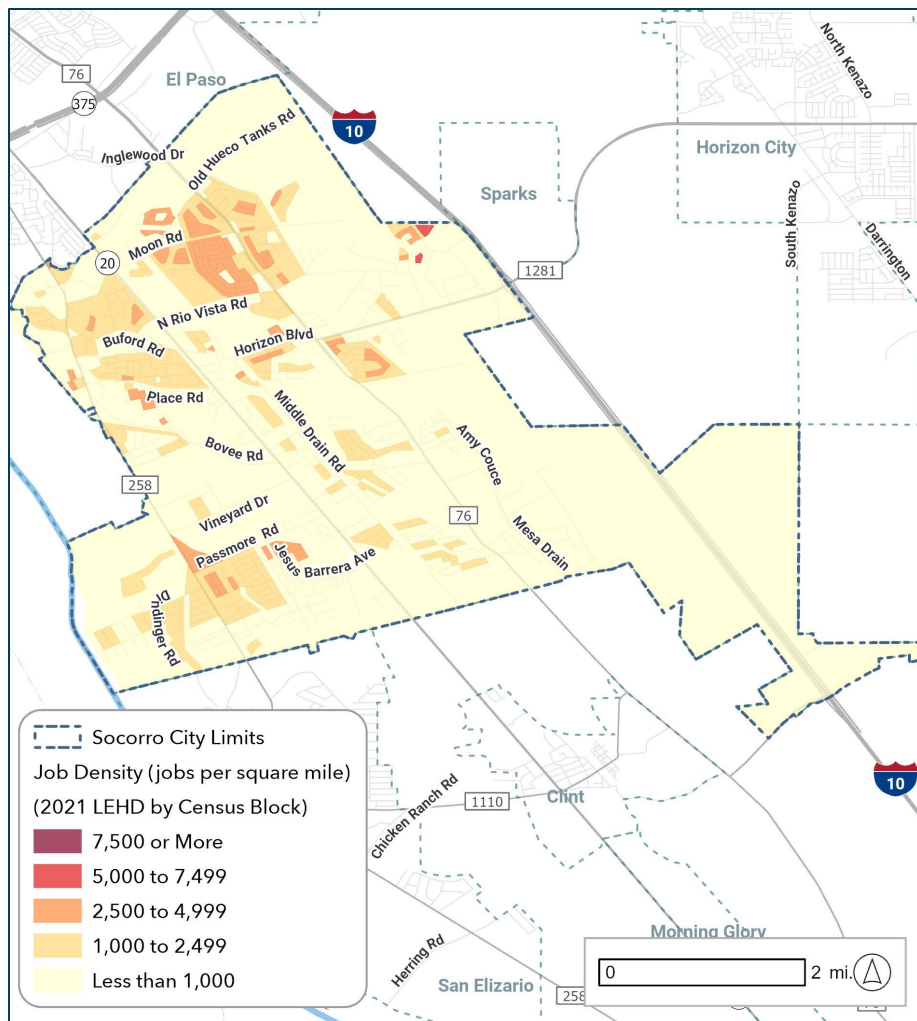 North Kenazo
76
El Paso
375
10
Old Hueco Tanks Rd
Inglewood Dr
Horizon City
Sparks
South Kenazo
Darrington
Moon Rd
20
1281
N Rio Vista Rd
Horizon Blvd
Buford Rd
Place Rd
Middle Drain Rd
Bovee Rd
Amy Couce
258
Vineyard Dr
76
Mesa Drain
Passmore Rd
Jesus Barrera Ave
Dindinger Rd
Socorro City Limits
Job Density (jobs per square mile)
(2021 LEHD by Census Block)
7,500 or More
5,000 to 7,499
2,500 to 4,999
1,000 to 2,499
Less than 1,000
10
Clint
1110
Chicken Ranch Rd
Morning Glory
Herring Rd
San Elizario
258
0
2 mi.